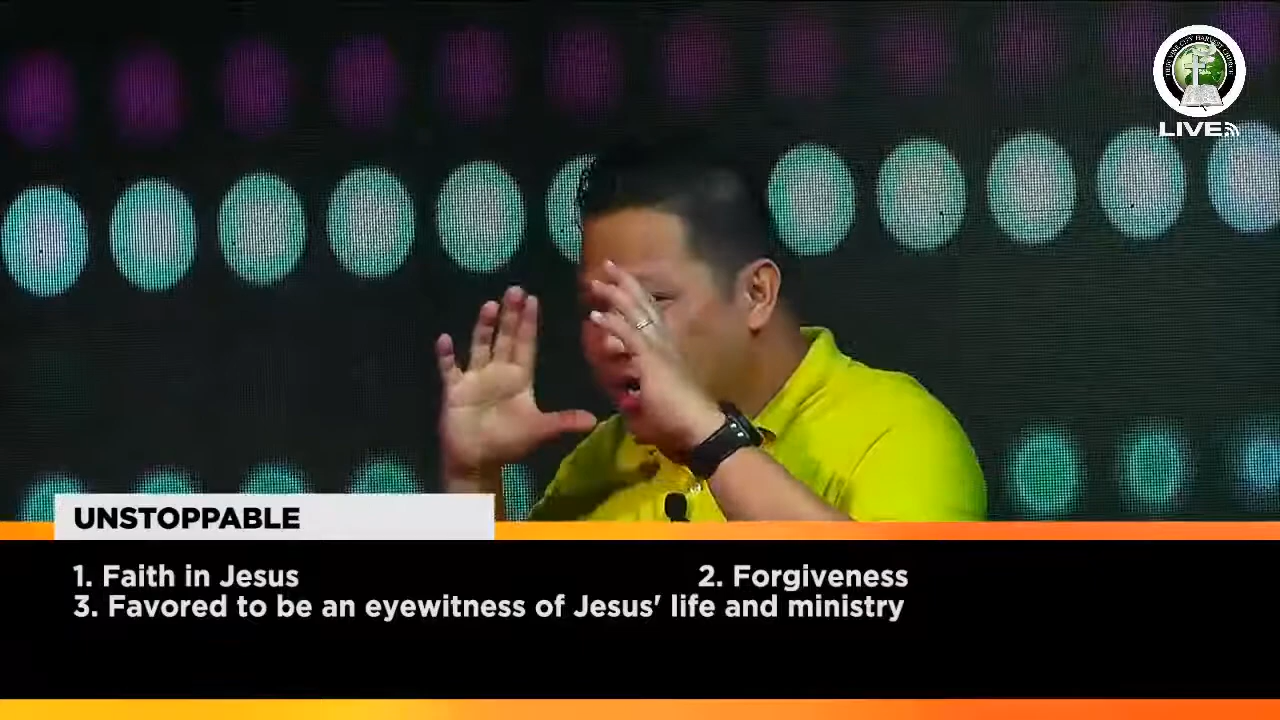 LIVE
UNSTOPPABLE
1. Faith in Jesus
2. Forgiveness
3. Favored to be an eyewitness of Jesus' life and ministry